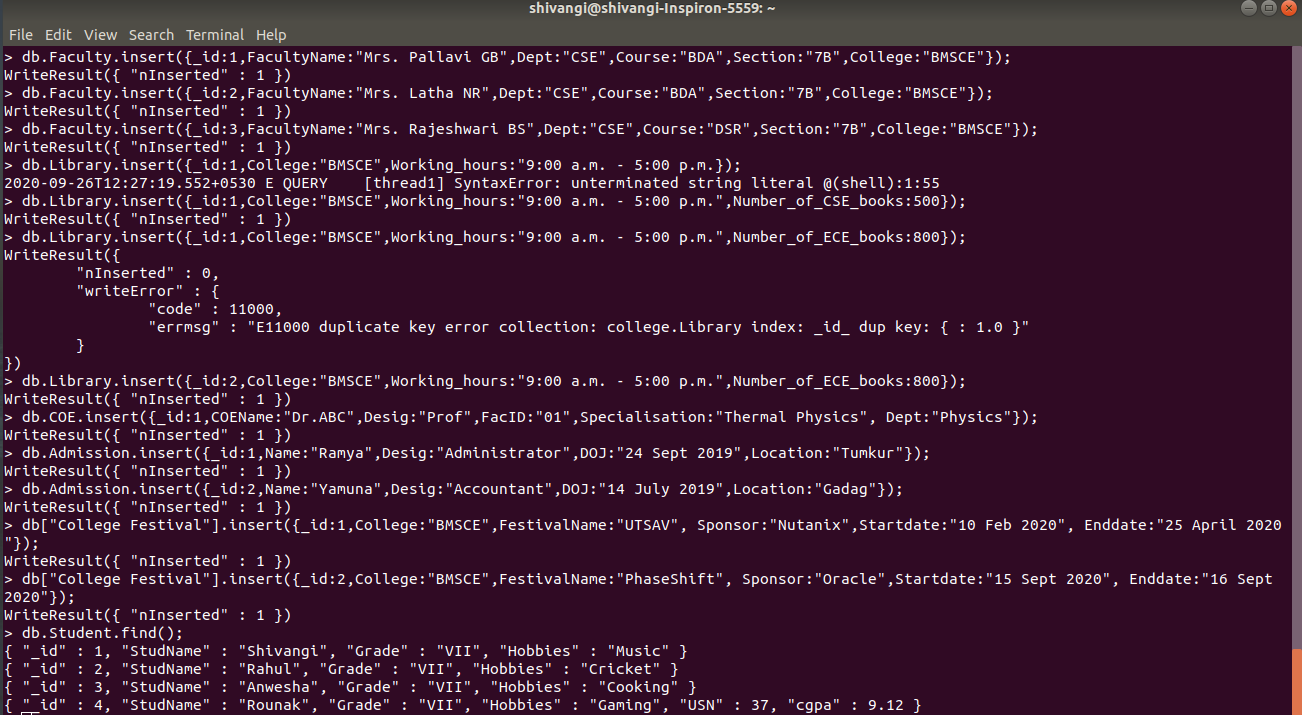 shivangi@shivangi-Inspiron-5559: ~
File Edit View Search Terminal Help
> db.Faculty.insert({_id:1,FacultyName:"Mrs. Pallavi GB",Dept:"CSE",Course:"BDA",Section:"7B",College:"BMSCE"});
WriteResult({ "nInserted" : 1 })
> db.Faculty.insert({_id:2,FacultyName:"Mrs. Latha NR",Dept:"CSE",Course:"BDA",Section:"7B",College:"BMSCE"});
WriteResult({ "nInserted" : 1 })
> db.Faculty.insert({_id:3,FacultyName:"Mrs. Rajeshwari BS",Dept:"CSE",Course:"DSR",Section:"7B",College:"BMSCE"});
WriteResult({ "nInserted" : 1 })
> db.Library.insert({_id:1,College:"BMSCE",Working_hours:"9:00 a.m. - 5:00 p.m.});
2020-09-26T12:27:19.552+0530 E QUERY    [thread1] SyntaxError: unterminated string literal @(shell):1:55
> db.Library.insert({_id:1,College:"BMSCE",Working_hours:"9:00 a.m. - 5:00 p.m.",Number_of_CSE_books:500});
WriteResult({ "nInserted" : 1 })
> db.Library.insert({_id:1,College:"BMSCE",Working_hours:"9:00 a.m. - 5:00 p.m.",Number_of_ECE_books:800});
WriteResult({
        "nInserted" : 0,
        "writeError" : {
                "code" : 11000,
                "errmsg" : "E11000 duplicate key error collection: college.Library index: _id_ dup key: { : 1.0 }"
        }
})
> db.Library.insert({_id:2,College:"BMSCE",Working_hours:"9:00 a.m. - 5:00 p.m.",Number_of_ECE_books:800});
WriteResult({ "nInserted" : 1 })
> db.COE.insert({_id:1,COEName:"Dr.ABC",Desig:"Prof",FacID:"01",Specialisation:"Thermal Physics", Dept:"Physics"});
WriteResult({ "nInserted" : 1 })
> db.Admission.insert({_id:1,Name:"Ramya",Desig:"Administrator",DOJ:"24 Sept 2019",Location:"Tumkur"});
WriteResult({ "nInserted" : 1 })
> db.Admission.insert({_id:2,Name:"Yamuna",Desig:"Accountant",DOJ:"14 July 2019",Location:"Gadag"});
WriteResult({ "nInserted" : 1 })
> db["College Festival"].insert({_id:1,College:"BMSCE",FestivalName:"UTSAV", Sponsor:"Nutanix",Startdate:"10 Feb 2020", Enddate:"25 April 2020
"});
WriteResult({ "nInserted" : 1 })
> db["College Festival"].insert({_id:2,College:"BMSCE",FestivalName:"PhaseShift", Sponsor:"Oracle",Startdate:"15 Sept 2020", Enddate:"16 Sept
2020"});
WriteResult({ "nInserted" : 1 })
> db.Student.find();
{ "_id" : 1, "StudName" : "Shivangi", "Grade" : "VII", "Hobbies" : "Music" }
{ "_id" : 2, "StudName" : "Rahul", "Grade" : "VII", "Hobbies" : "Cricket" }
{ "_id" : 3, "StudName" : "Anwesha", "Grade" : "VII", "Hobbies" : "Cooking" }
{ "_id" : 4, "StudName" : "Rounak", "Grade" : "VII", "Hobbies" : "Gaming", "USN" : 37, "cgpa" : 9.12 }